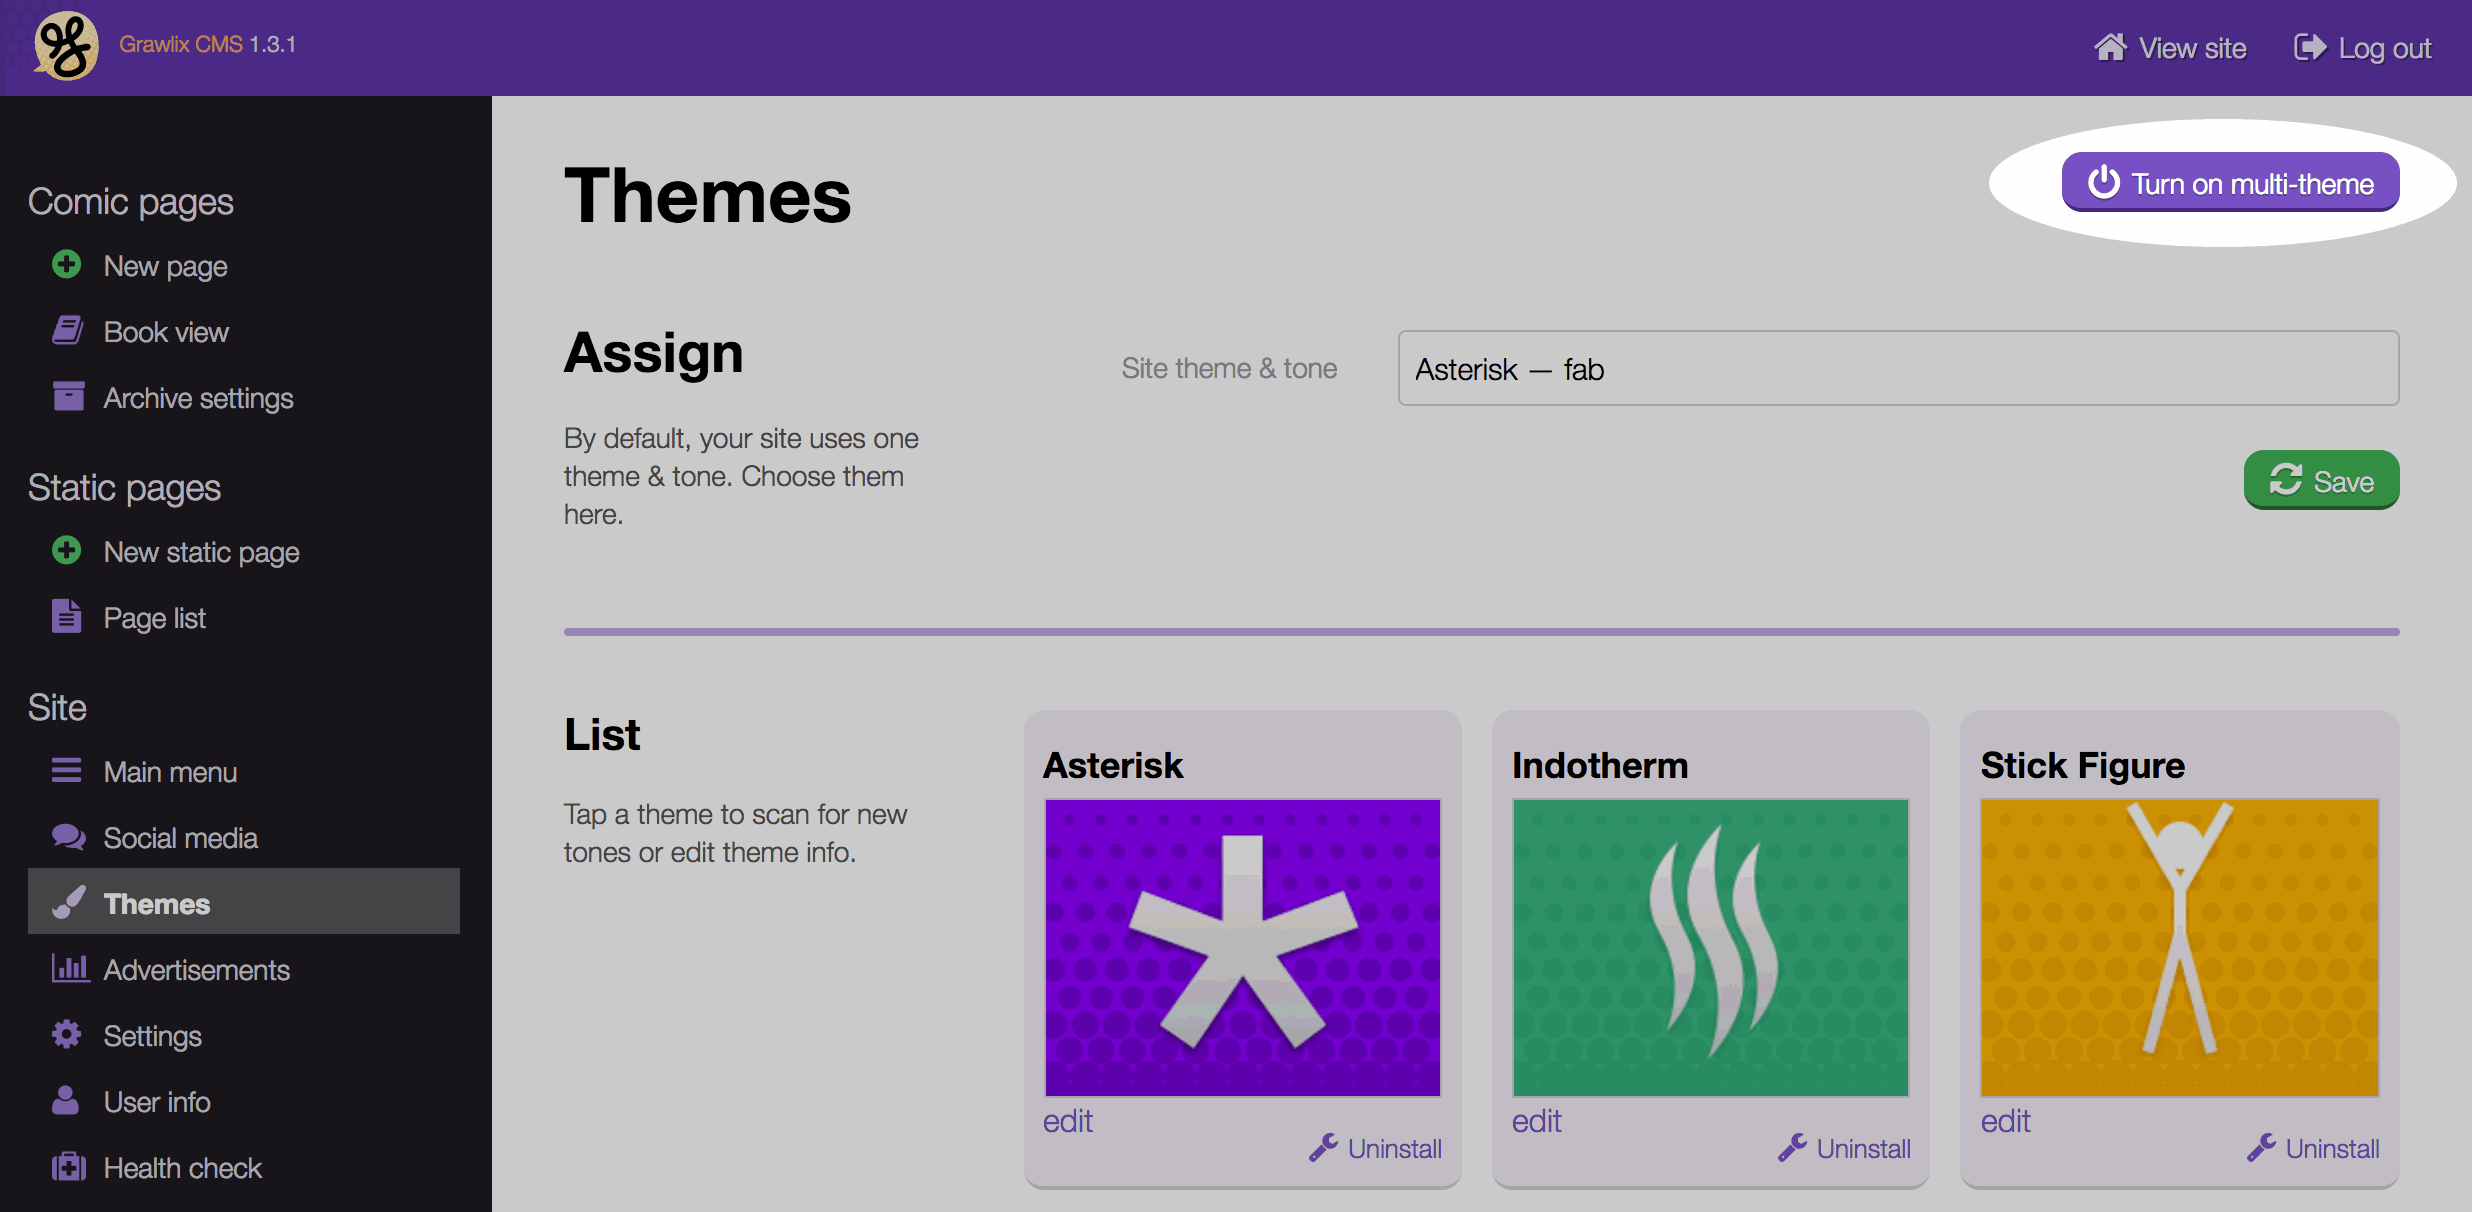 Grawlix CMS 1.3.1
View site
Log out
Comic pages
New page
Book view
Archive settings
Static pages
New static page
Page list
Site
Main menu
Social media
Themes
Advertisements
Settings
User info
Health check
Themes
Turn on multi-theme
Assign
By default, your site uses one
theme & tone. Choose them
here.
Site theme & tone
Asterisk — fab
Save
List
Tap a theme to scan for new
tones or edit theme info.
Asterisk
edit
Uninstall
Indotherm
edit
Uninstall
Stick Figure
edit
Uninstall